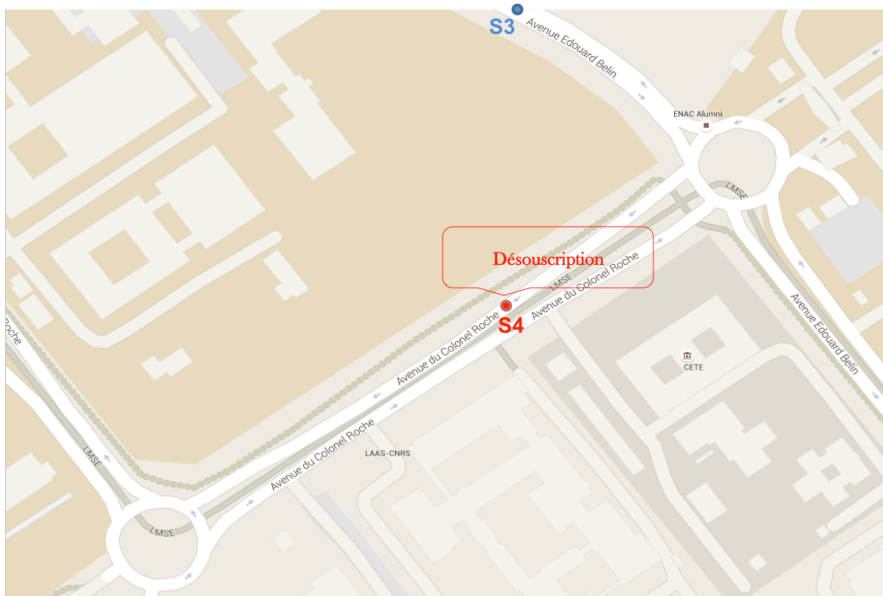 S3
Avenue Edouard Belin
ENAC Alumni
LMSE
Désouscription
LMSE
Avenue du Colonel Roche
S4
Avenue du Colonel Roche
Avenue Edouard Belin
CETE
Roche
LAAS-CNRS
Avenue du Colonel Roche
LMSE
LMSE